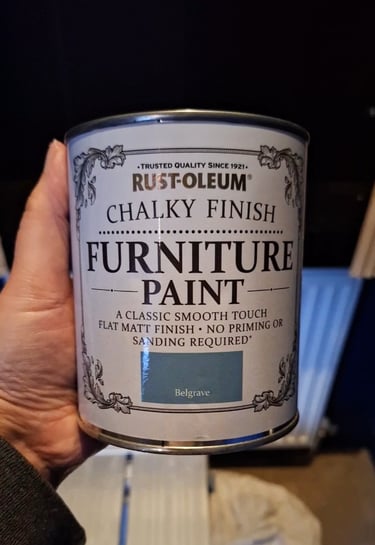 • TRUSTED QUALITY SINCE 1921 •
RUST-OLEUM®
CHALKY FINISH
FURNITURE
PAINT
A CLASSIC SMOOTH TOUCH
FLAT MATT FINISH • NO PRIMING OR
SANDING REQUIRED*
Belgrave